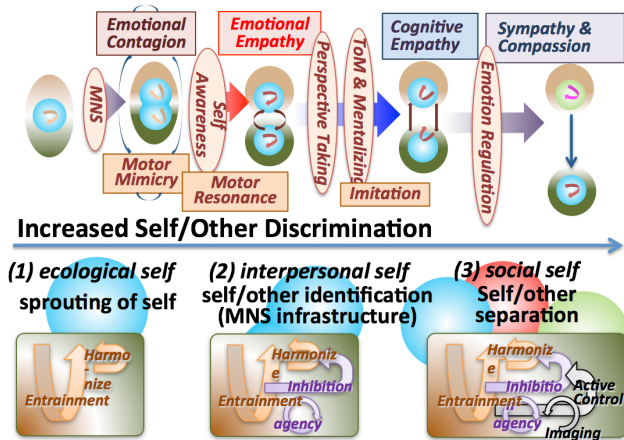 Emotional
Contagion
Emotional
Empathy
Cognitive
Empathy
Sympathy &
Compassion
MNS
Self
Awareness
Perspective Taking
ToM & Mentalizing
Emotion Regulation
Motor
Mimicry
Motor
Resonance
Imitation
Increased Self/Other Discrimination
(1) ecological self
sprouting of self
(2) interpersonal self
self/other identification
(MNS infrastructure)
(3) social self
Self/other
separation
Harmo
-
nize
Entrainment
Harmoniz
e
Inhibition
Entrainment
agency
Harmoniz
e
Inhibitio
Active
Control
Entrainment
agency
Imaging